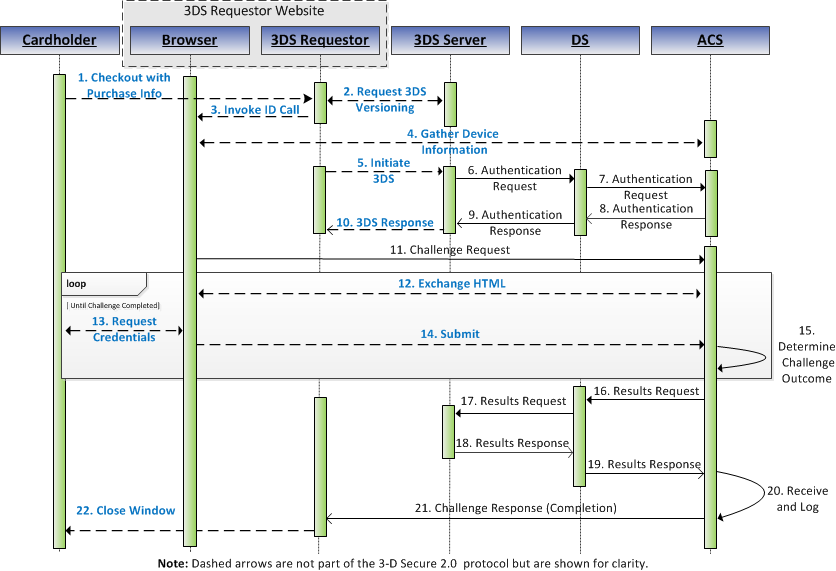 3DS Requestor Website
Cardholder
Browser
3DS Requestor
3DS Server
DS
ACS
1. Checkout with
Purchase Info
2. Request 3DS
Versioning
3. Invoke ID Call
4. Gather Device
Information
5. Initiate
3DS
6. Authentication
Request
7. Authentication
Request
8. Authentication
Response
9. Authentication
Response
10. 3DS Response
11. Challenge Request
loop
[ Until Challenge Completed]
12. Exchange HTML
13. Request
Credentials
14. Submit
15.
Determine
Challenge
Outcome
16. Results Request
17. Results Request
18. Results Response
19. Results Response
20. Receive
and Log
21. Challenge Response (Completion)
22. Close Window
Note: Dashed arrows are not part of the 3-D Secure 2.0 protocol but are shown for clarity.